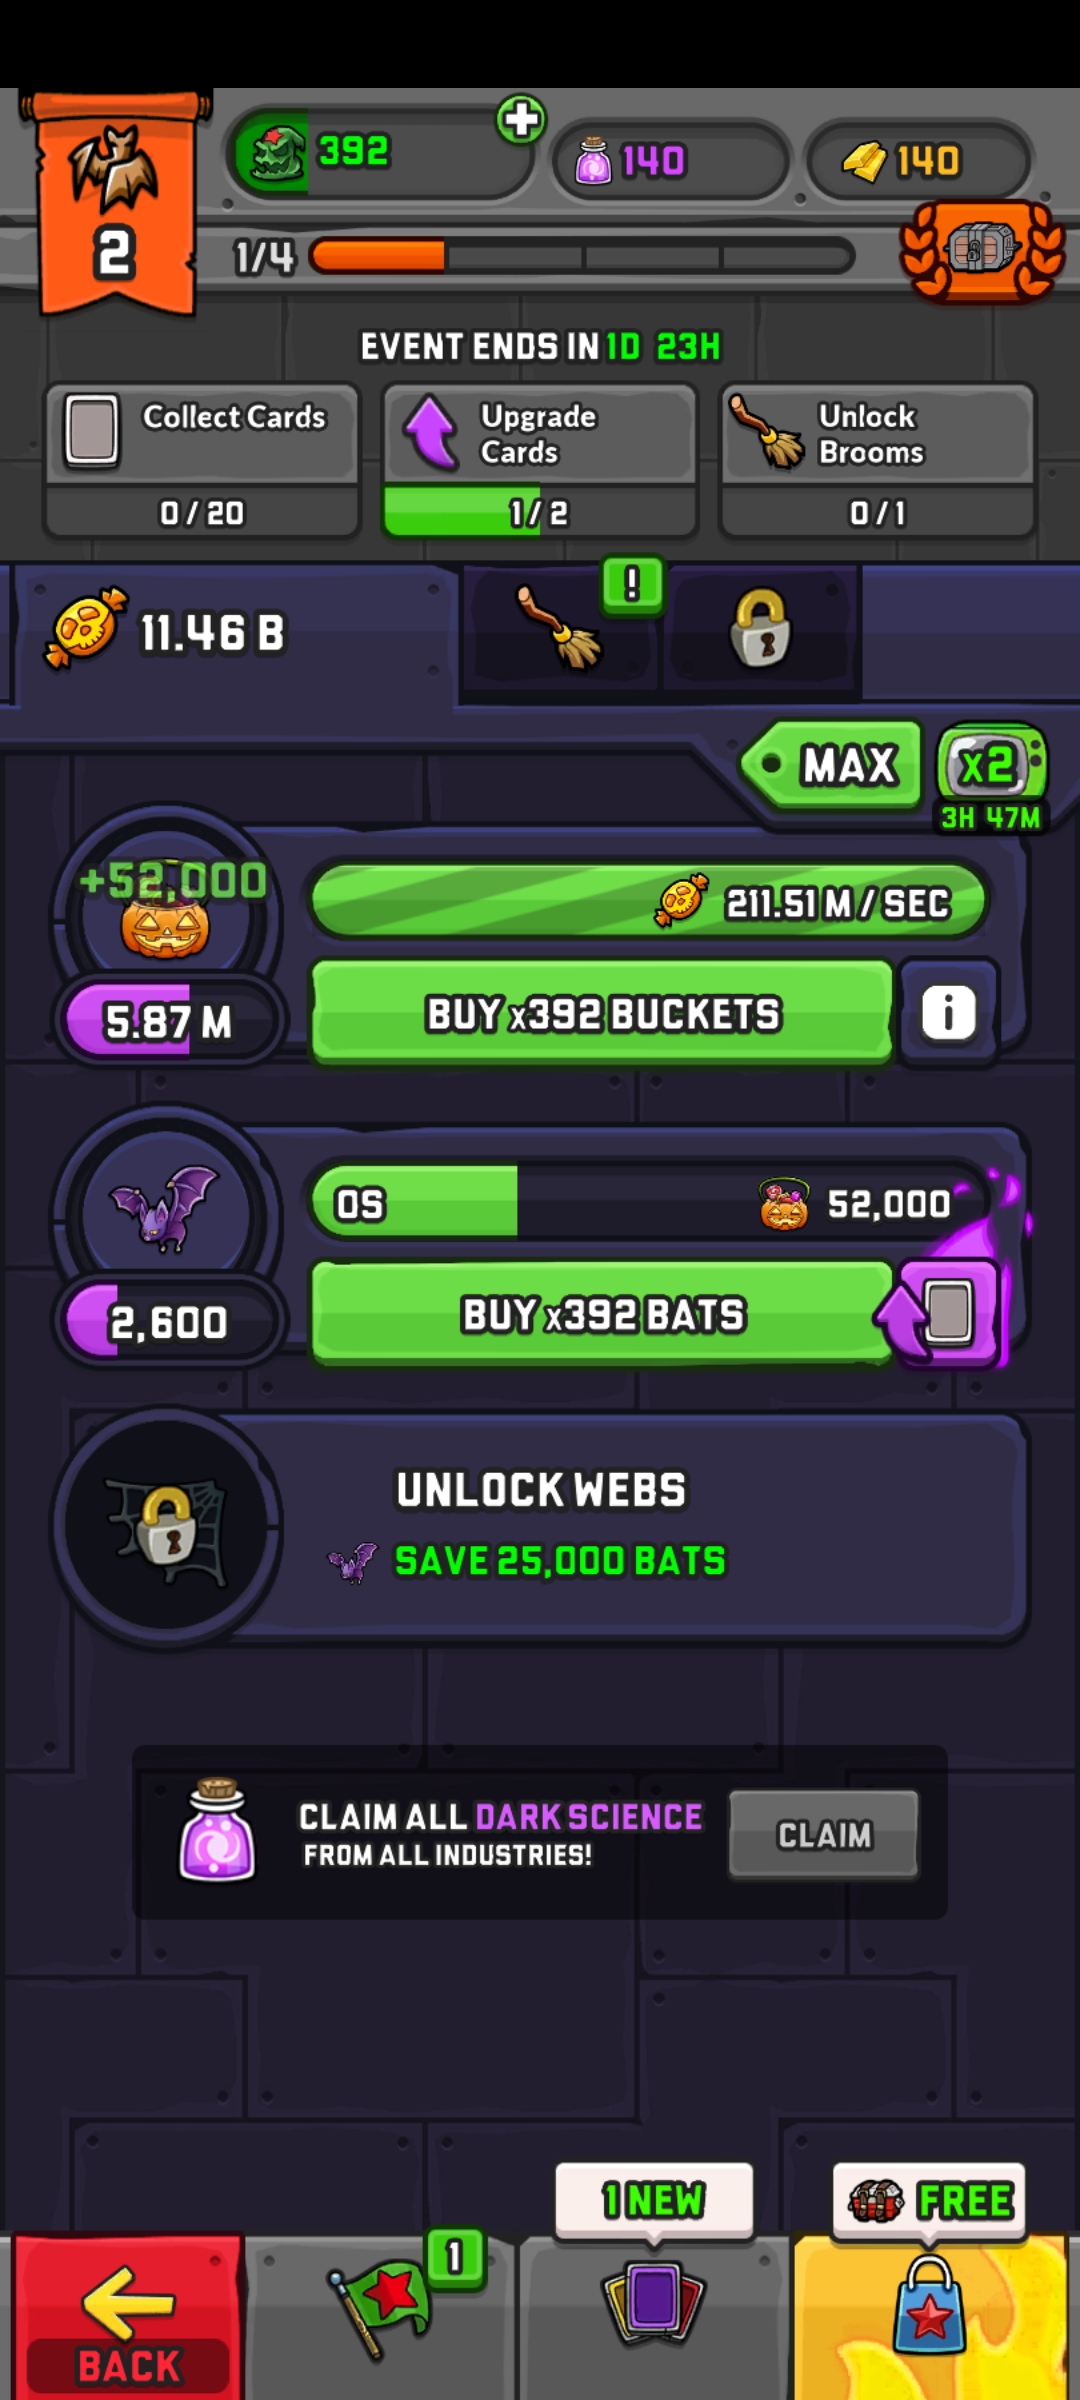 2
392
140
140
1/4
EVENT ENDS IN 1D 23H
Collect Cards
0 / 20
Upgrade
Cards
1 / 2
Unlock
Brooms
0 / 1
11.46 B
!
MAX
x2
3H 47M
+52,000
211.51 M / SEC
5.87 M
BUY x392 BUCKETS
i
0S
52,000
2,600
BUY x392 BATS
UNLOCK WEBS
SAVE 25,000 BATS
CLAIM ALL DARK SCIENCE
FROM ALL INDUSTRIES!
CLAIM
1 NEW
FREE
1
BACK